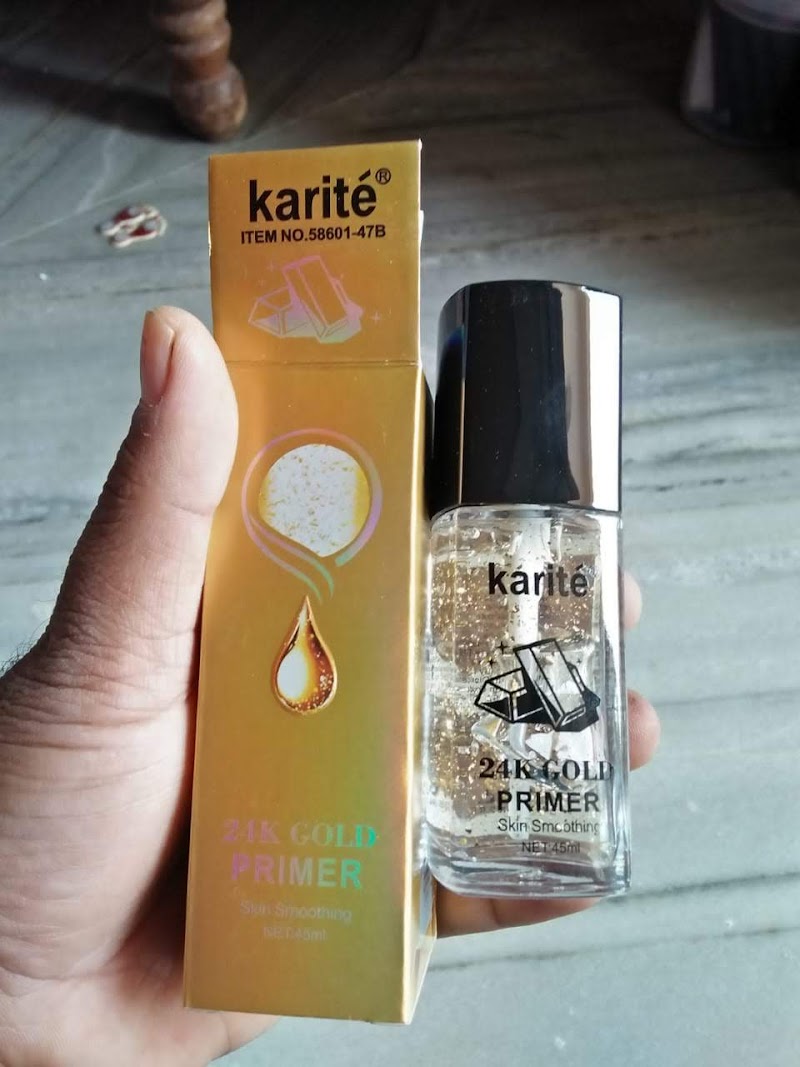 karité®
ITEM NO.58601-47B
24K GOLD
PRIMER
Skin Smoothing
NET:45ml
karité
24K GOLD
PRIMER
Skin Smoothing
NET:45ml